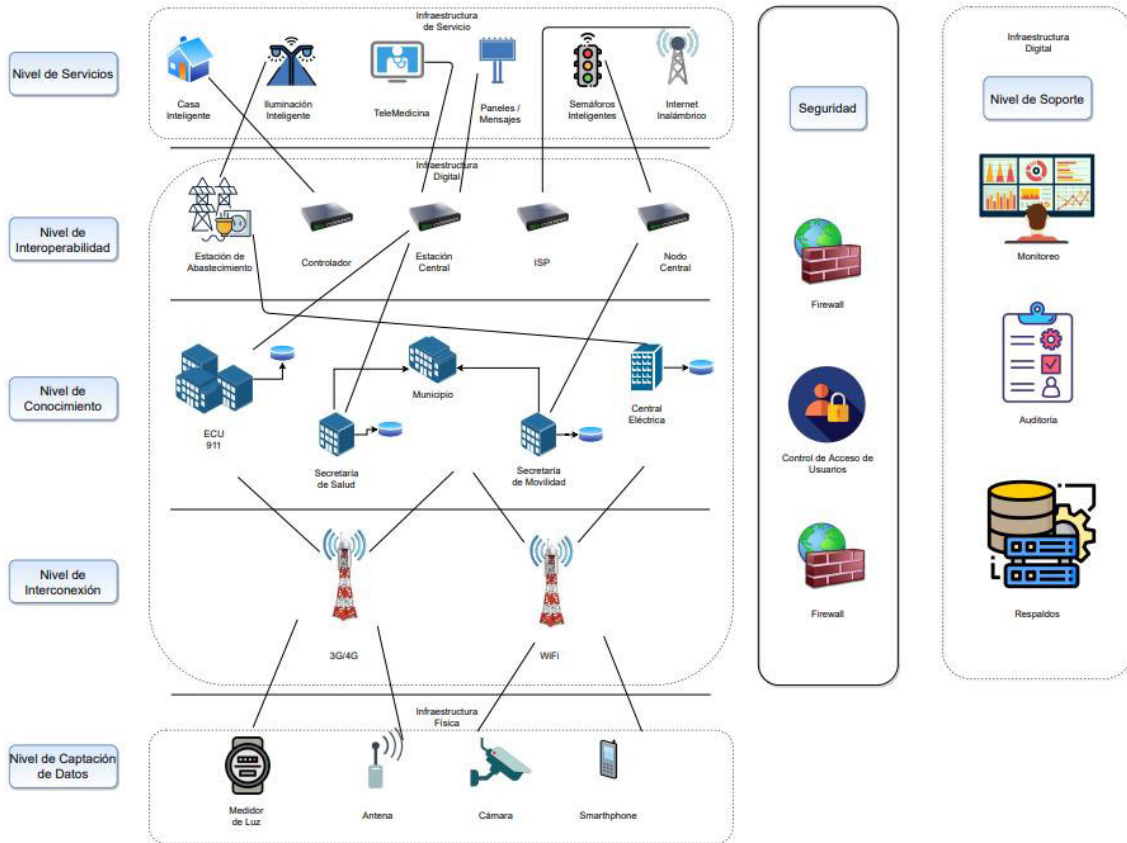 Infraestructura
de Servicio
Nivel de Servicios
Casa
Inteligente
Iluminación
Inteligente
TeleMedicina
Paneles /
Mensajes
Semáforos
Inteligentes
Internet
Inalámbrico
Infraestructura
Digital
Nivel de
Interoperabilidad
Estación de
Abastecimiento
Controlador
Estación
Central
ISP
Nodo
Central
Nivel de
Conocimiento
ECU
911
Secretaría
de Salud
Municipio
Secretaría
de Movilidad
Central
Eléctrica
Nivel de
Interconexión
3G/4G
WiFi
Infraestructura
Física
Nivel de Captación
de Datos
Medidor
de Luz
Antena
Cámara
Smarthphone
Seguridad
Firewall
Control de Acceso de
Usuarios
Firewall
Infraestructura
Digital
Nivel de Soporte
Monitoreo
Auditoría
Respaldos